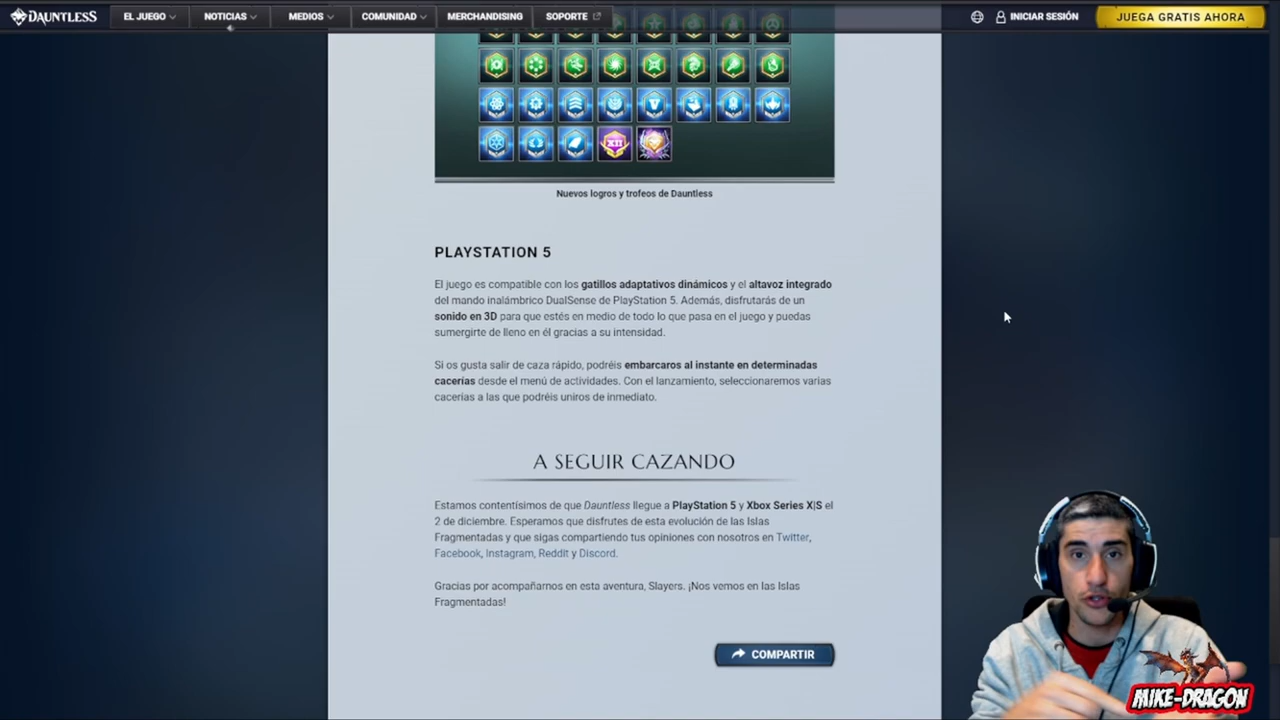 DAUNTLESS
EL JUEGO
NOTICIAS
MEDIOS
COMUNIDAD
MERCHANDISING
SOPORTE
INICIAR SESIÓN
JUEGA GRATIS AHORA
XII
Nuevos logros y trofeos de Dauntless
PLAYSTATION 5
El juego es compatible con los gatillos adaptativos dinámicos y el altavoz integrado
del mando inalámbrico DualSense de PlayStation 5. Además, disfrutarás de un
sonido en 3D para que estés en medio de todo lo que pasa en el juego y puedas
sumergirte de lleno en él gracias a su intensidad.
Si os gusta salir de caza rápido, podréis embarcaros al instante en determinadas
cacerías desde el menú de actividades. Con el lanzamiento, seleccionaremos varias
cacerías a las que podréis uniros de inmediato.
A SEGUIR CAZANDO
Estamos contentísimos de que Dauntless llegue a PlayStation 5 y Xbox Series X|S el
2 de diciembre. Esperamos que disfrutes de esta evolución de las Islas
Fragmentadas y que sigas compartiendo tus opiniones con nosotros en Twitter,
Facebook, Instagram, Reddit y Discord.
Gracias por acompañarnos en esta aventura, Slayers. ¡Nos vemos en las Islas
Fragmentadas!
COMPARTIR
MIKE-DRAGON